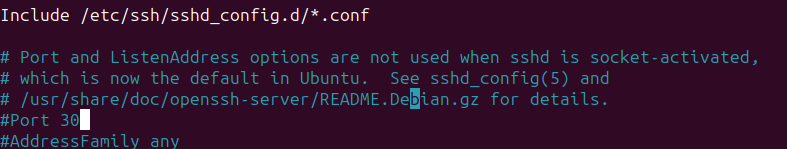 Include /etc/ssh/sshd_config.d/*.conf
# Port and ListenAddress options are not used when sshd is socket-activated,
# which is now the default in Ubuntu.  See sshd_config(5) and
# /usr/share/doc/openssh-server/README.Debian.gz for details.
#Port 30
#AddressFamily any